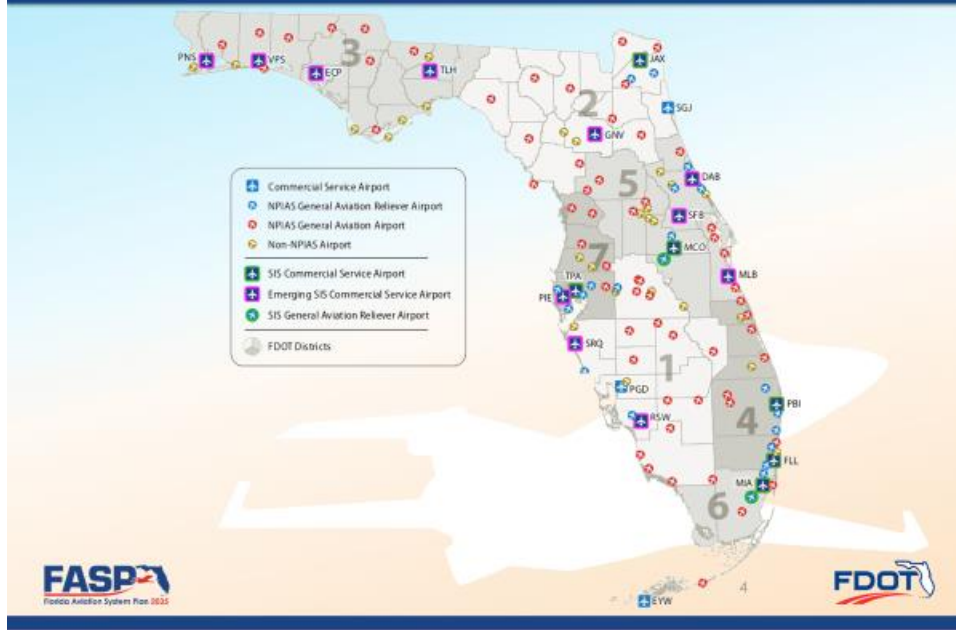 3
PNS
VPS
ECP
TLH
JAX
2
SGJ
GNV
5
DAB
SFB
MCO
7
TPA
PIE
MLB
SRQ
1
PGD
RSW
4
PBI
FLL
MIA
6
4
EYW
Commercial Service Airport
NPIAS General Aviation Reliever Airport
NPIAS General Aviation Airport
Non-NPIAS Airport
SIS Commercial Service Airport
Emerging SIS Commercial Service Airport
SIS General Aviation Reliever Airport
FDOT Districts
FASP
Florida Aviation System Plan 2035
FDOT